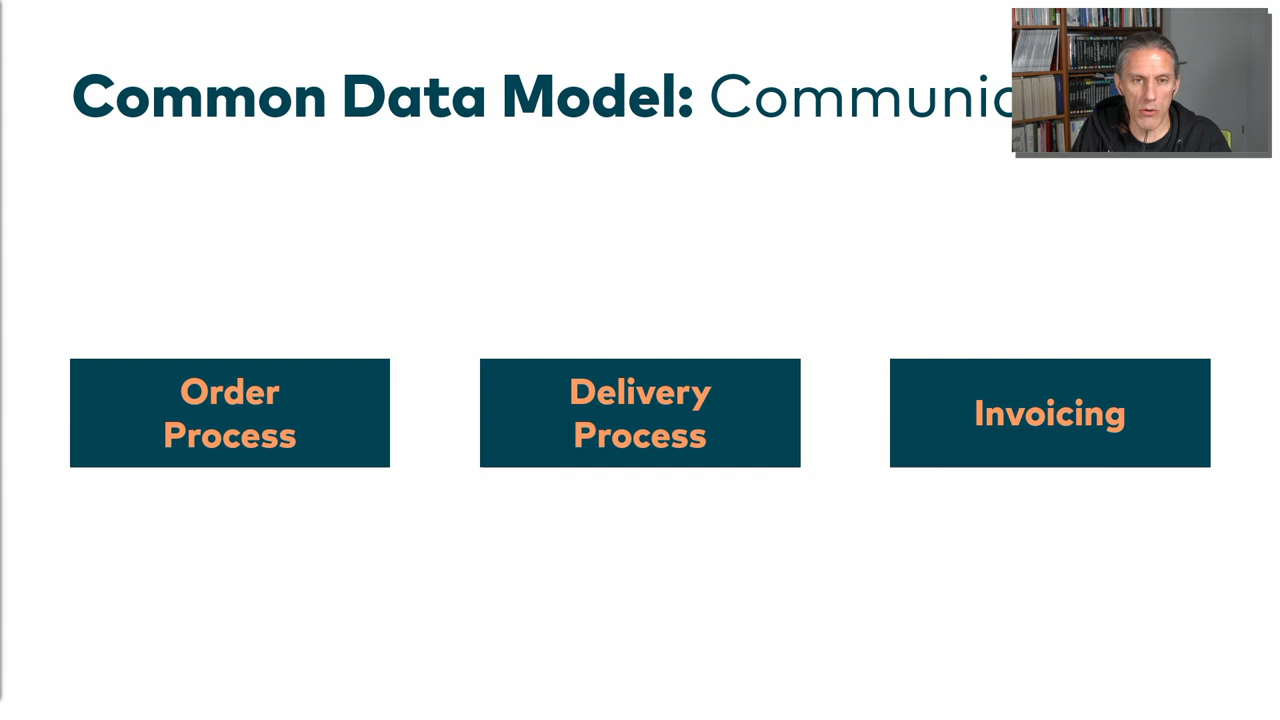 Common Data Model:
Order
Process
Delivery
Process
Invoicing